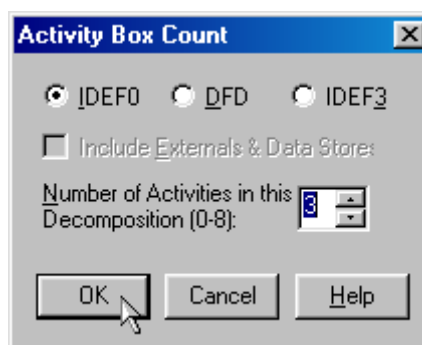 Activity Box Count
IDEF0 DFD IDEF3
Include Externals & Data Stores
Number of Activities in this
Decomposition (0-8):
3
OK Cancel Help